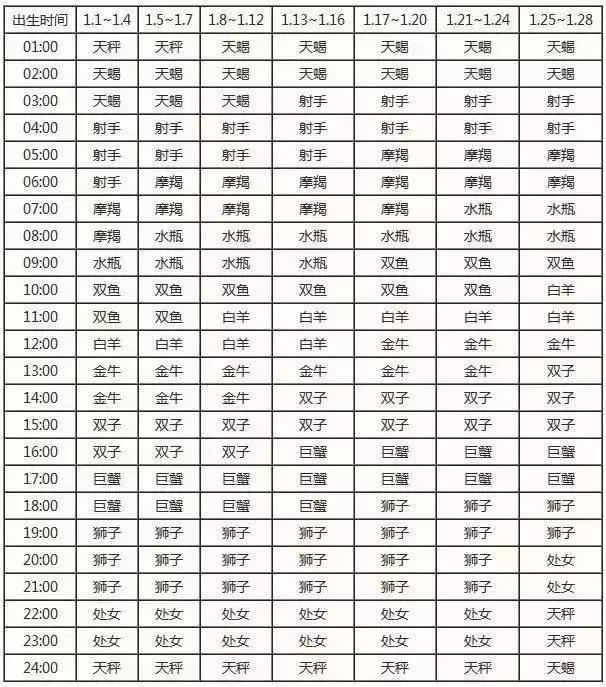 出生时间 1.1~1.4 1.5~1.7 1.8~1.12 1.13~1.16 1.17~1.20 1.21~1.24 1.25~1.28
01:00 天秤 天秤 天蝎 天蝎 天蝎 天蝎 天蝎
02:00 天蝎 天蝎 天蝎 天蝎 天蝎 天蝎 天蝎
03:00 天蝎 天蝎 天蝎 射手 射手 射手 射手
04:00 射手 射手 射手 射手 射手 射手 射手
05:00 射手 射手 射手 射手 摩羯 摩羯 摩羯
06:00 射手 摩羯 摩羯 摩羯 摩羯 摩羯 摩羯
07:00 摩羯 摩羯 摩羯 摩羯 摩羯 水瓶 水瓶
08:00 摩羯 水瓶 水瓶 水瓶 水瓶 水瓶 水瓶
09:00 水瓶 水瓶 水瓶 水瓶 双鱼 双鱼 双鱼
10:00 双鱼 双鱼 双鱼 双鱼 双鱼 双鱼 白羊
11:00 双鱼 双鱼 白羊 白羊 白羊 白羊 白羊
12:00 白羊 白羊 白羊 白羊 金牛 金牛 金牛
13:00 金牛 金牛 金牛 金牛 金牛 金牛 双子
14:00 金牛 金牛 金牛 双子 双子 双子 双子
15:00 双子 双子 双子 双子 双子 双子 双子
16:00 双子 双子 双子 巨蟹 巨蟹 巨蟹 巨蟹
17:00 巨蟹 巨蟹 巨蟹 巨蟹 巨蟹 巨蟹 巨蟹
18:00 巨蟹 巨蟹 巨蟹 巨蟹 狮子 狮子 狮子
19:00 狮子 狮子 狮子 狮子 狮子 狮子 狮子
20:00 狮子 狮子 狮子 狮子 狮子 狮子 处女
21:00 狮子 狮子 狮子 狮子 狮子 狮子 处女
22:00 处女 处女 处女 处女 处女 处女 天秤
23:00 处女 处女 处女 处女 处女 处女 天秤
24:00 天秤 天秤 天秤 天秤 天秤 天秤 天蝎